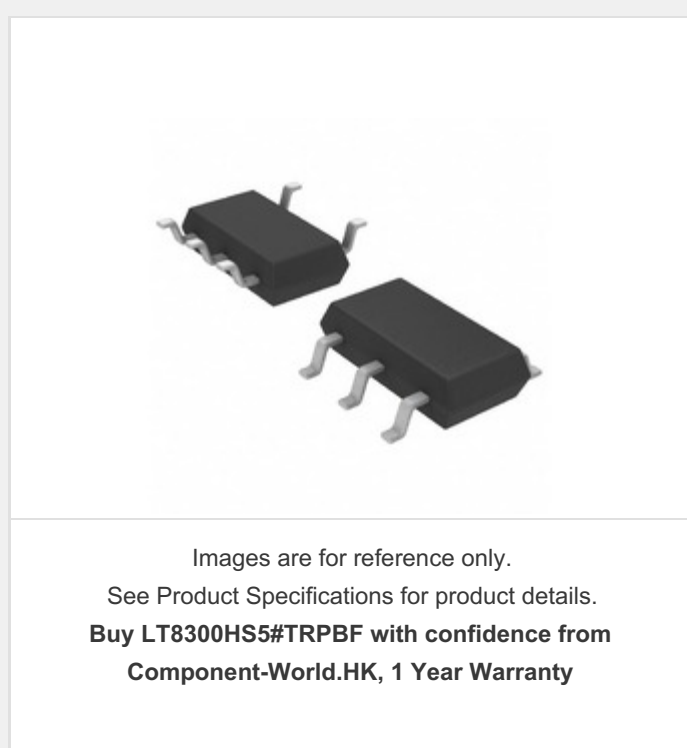 Images are for reference only.
See Product Specifications for product details.
Buy LT8300HS5#TRPBF with confidence from
Component-World.HK, 1 Year Warranty